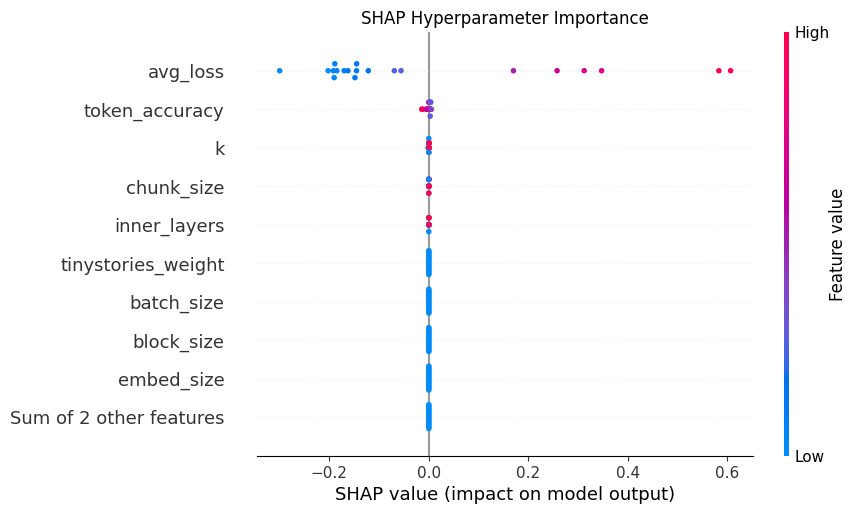 SHAP Hyperparameter Importance
High
avg_loss
token_accuracy
k
chunk_size
inner_layers
tinystories_weight
batch_size
block_size
embed_size
Sum of 2 other features
Feature value
Low
−0.2 0.0 0.2 0.4 0.6
SHAP value (impact on model output)